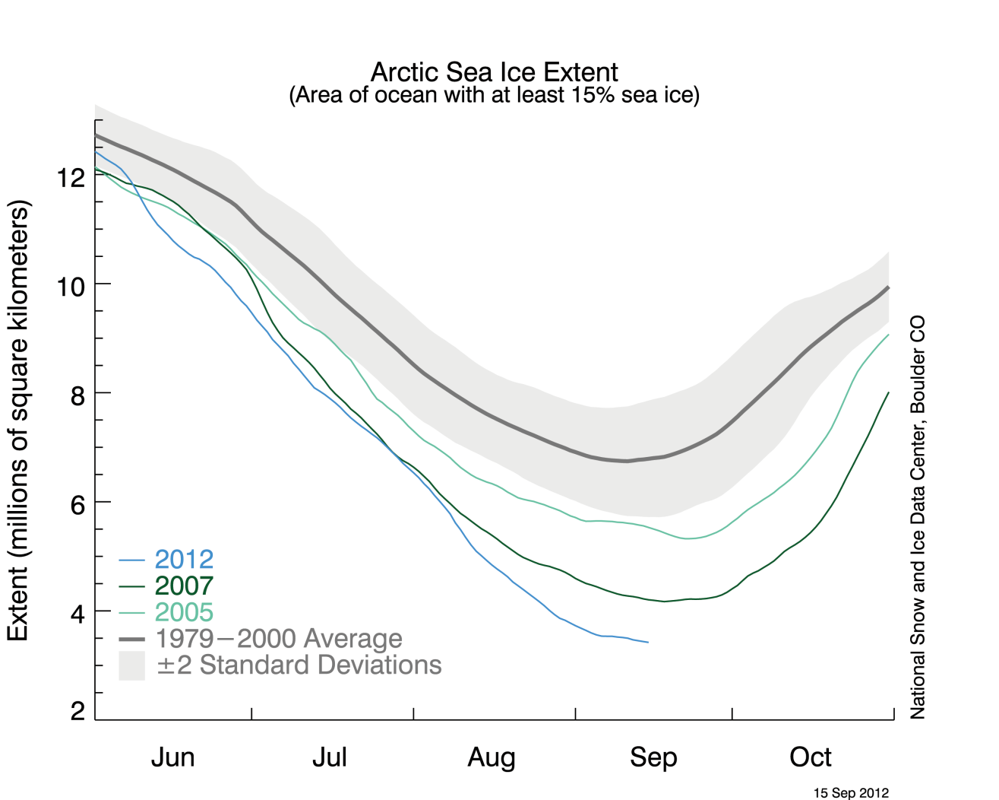 Arctic Sea Ice Extent
(Area of ocean with at least 15% sea ice)
Extent (millions of square kilometers)
12
10
8
6
4
2
2012
2007
2005
1979−2000 Average
±2 Standard Deviations
Jun
Jul
Aug
Sep
Oct
National Snow and Ice Data Center, Boulder CO
15 Sep 2012